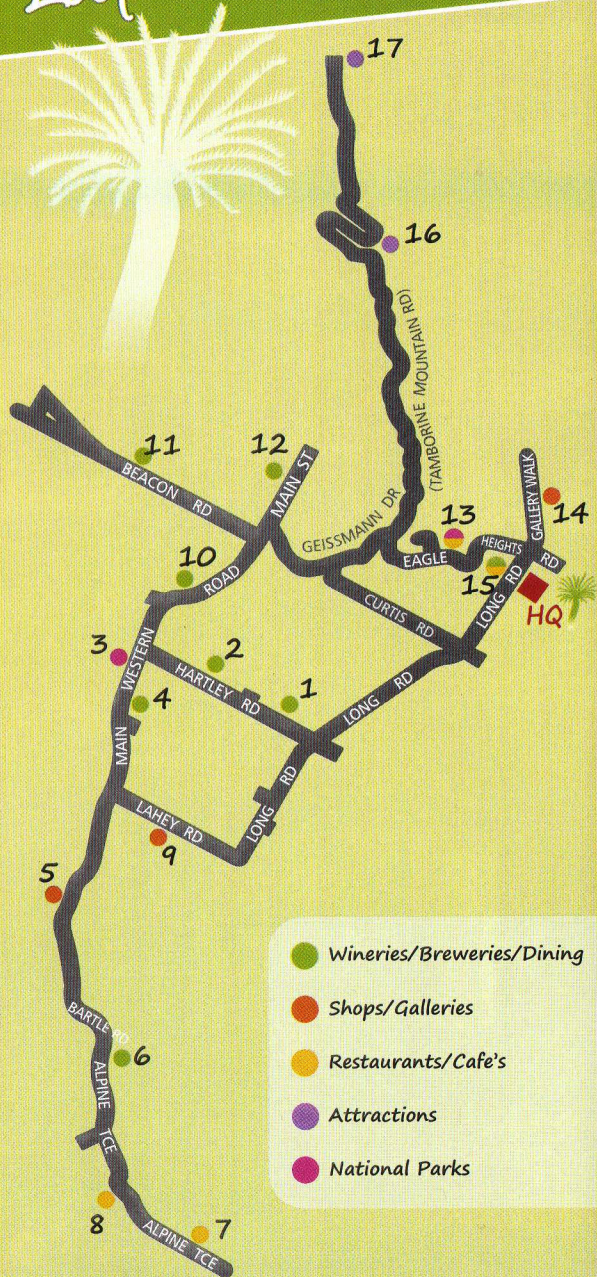 17
16
(TAMBORINE MOUNTAIN RD)
11
12
BEACON RD
MAIN ST
GEISSMANN DR
13
GALLERY WALK
14
EAGLE HEIGHTS RD
15
HQ
10
MAIN WESTERN ROAD
CURTIS RD
LONG RD
3
2
HARTLEY RD
1
4
LONG RD
LAHEY RD
LONG RD
9
5
BARTLE RD
6
ALPINE TCE
8
7
ALPINE TCE
Wineries/Breweries/Dining
Shops/Galleries
Restaurants/Cafe's
Attractions
National Parks